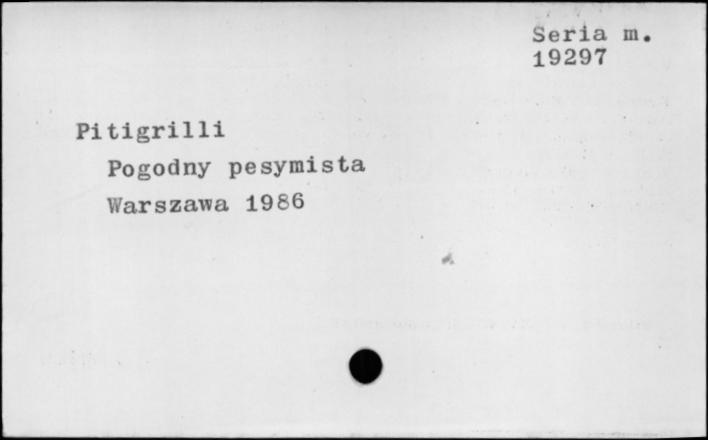 Seria m.
19297
Pitigrilli
Pogodny pesymista
Warszawa 1986